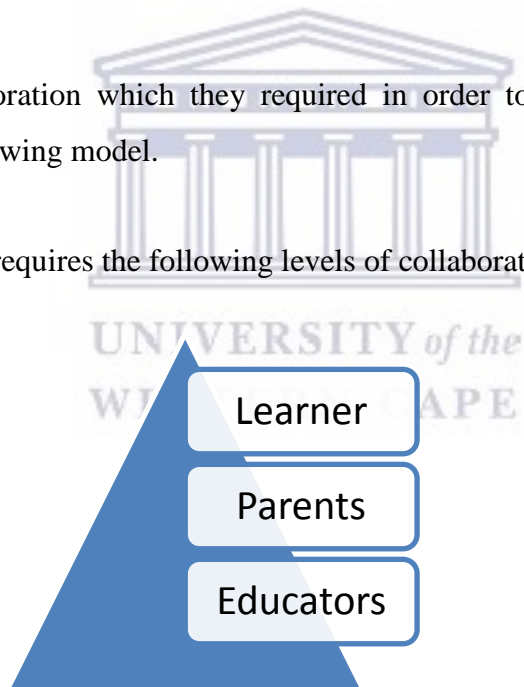 oration which they required in order to
wing model.
requires the following levels of collaborat
UNIVERSITY of the
Learner
Parents
Educators